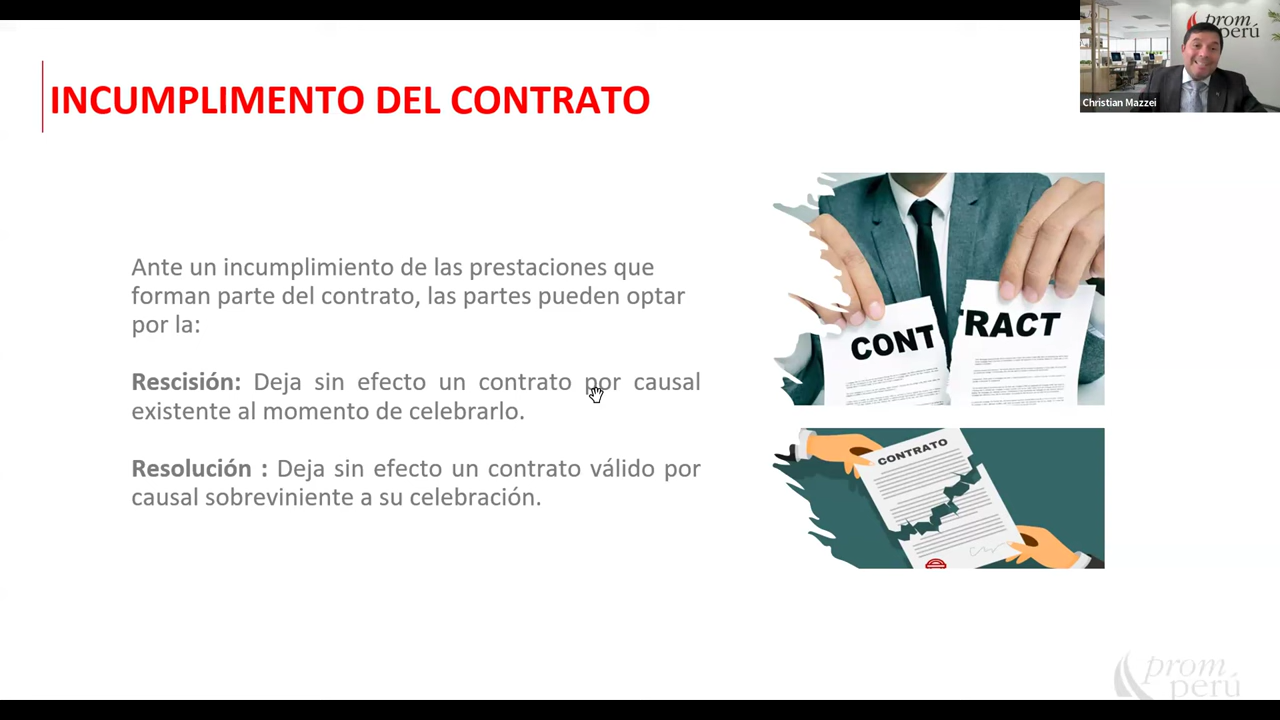 INCUMPLIMENTO DEL CONTRATO
prom
perú
Christian Mazzei
Ante un incumplimiento de las prestaciones que
forman parte del contrato, las partes pueden optar
por la:
Rescisión: Deja sin efecto un contrato por causal
existente al momento de celebrarlo.
Resolución : Deja sin efecto un contrato válido por
causal sobreviniente a su celebración.
CONT
TRACT
CONTRATO
prom
perú